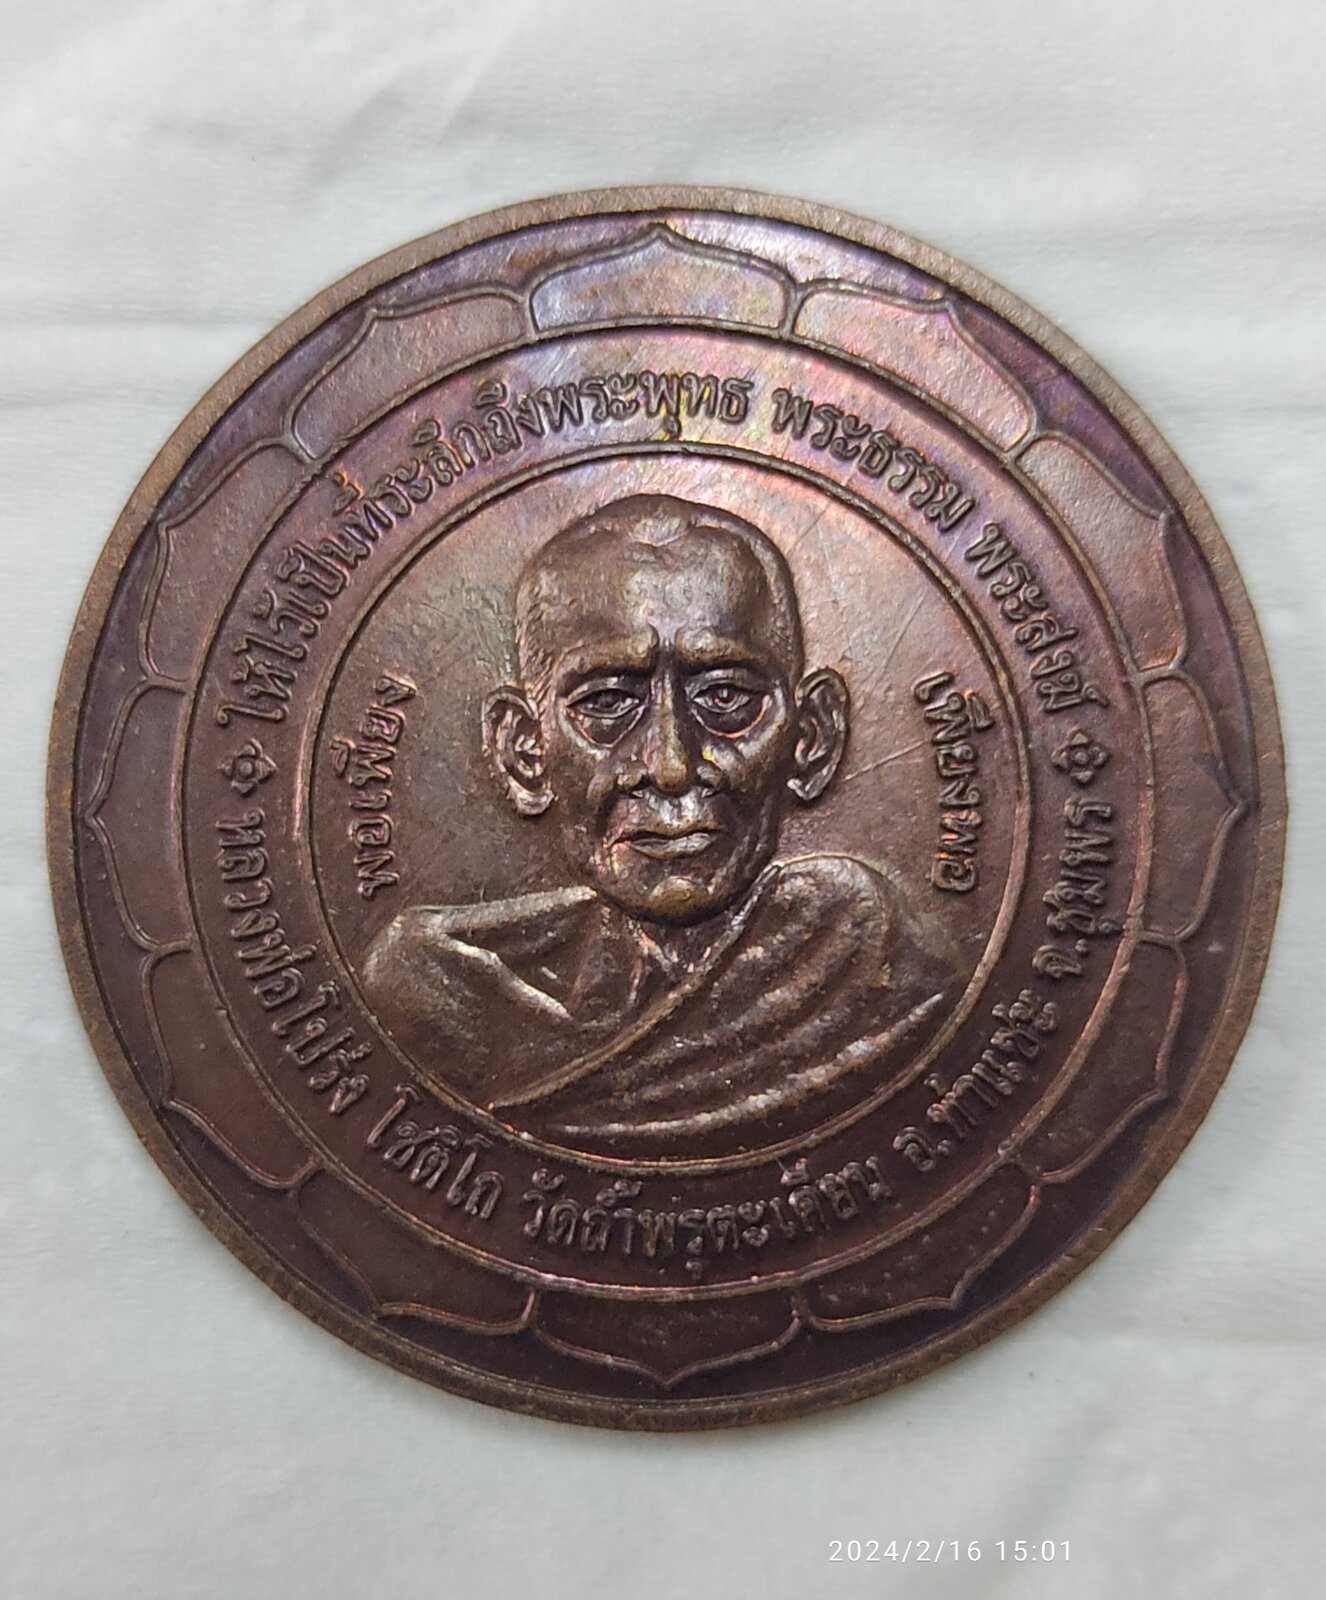 ให้ไว้เป็นที่ระลึกถึงพระพุทธ พระธรรม พระสงฆ์
พอเพียง
เพียงพอ
หลวงพ่อโปร่ง โชติโก วัดถ้ำพรุตะเคียน อ.ท่าแซะ จ.ชุมพร
2024/2/16 15:01